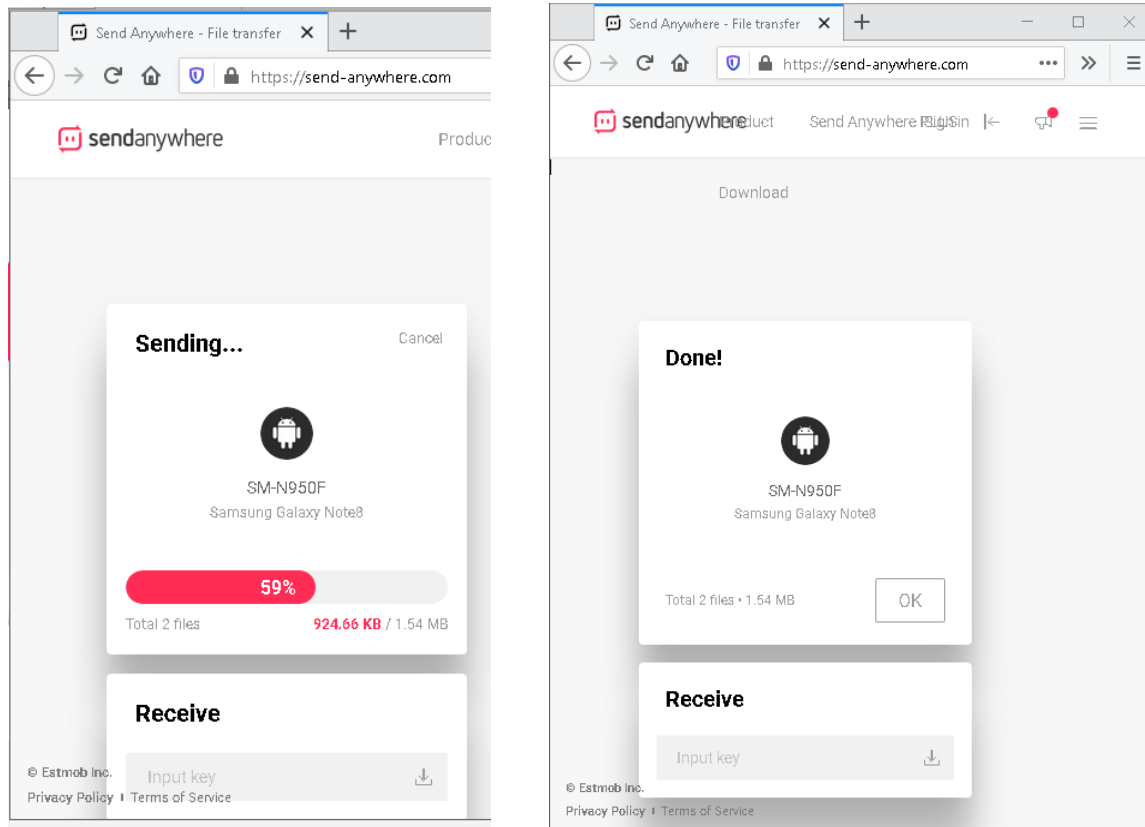 Send Anywhere - File transfer
https://send-anywhere.com
sendanywhere
Produc
Sending...
Cancel
SM-N950F
Samsung Galaxy Note8
59%
Total 2 files
924.66 KB / 1.54 MB
Receive
Input key
© Estmob Inc.
Privacy Policy
Terms of Service
Send Anywhere - File transfer
https://send-anywhere.com
sendanywhere
Product
Send Anywhere PLUS
Sign in
Download
Done!
SM-N950F
Samsung Galaxy Note8
Total 2 files • 1.54 MB
OK
Receive
Input key
© Estmob Inc.
Privacy Policy
Terms of Service